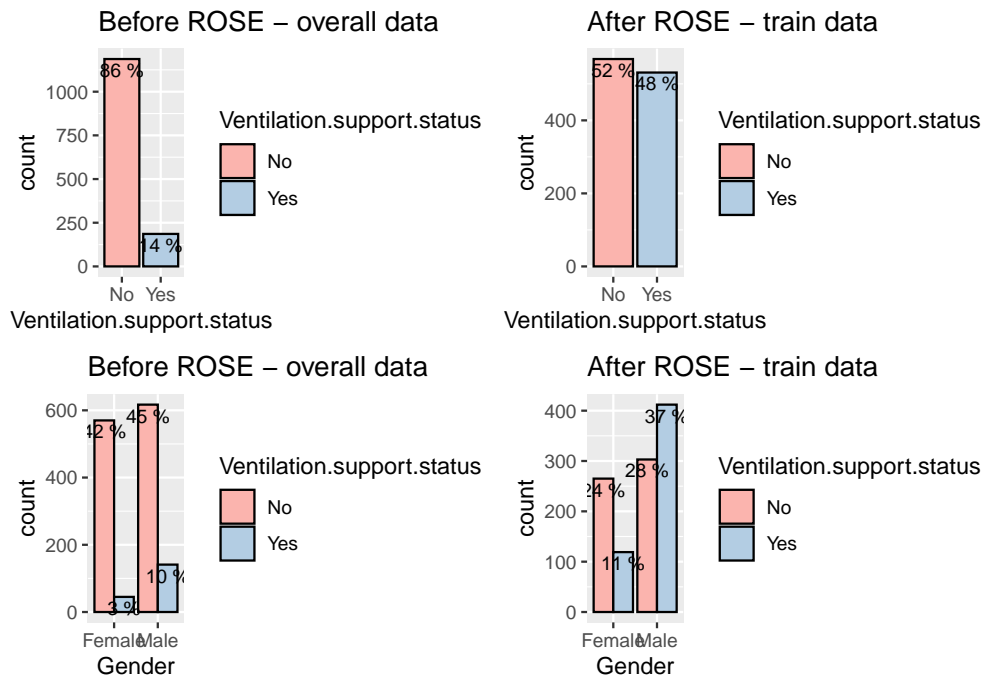 Before ROSE – overall data
86 %
14 %
1000
750
500
250
0
count
No Yes
Ventilation.support.status
Ventilation.support.status
No
Yes
After ROSE – train data
52 %
48 %
400
200
0
count
No Yes
Ventilation.support.status
Ventilation.support.status
No
Yes
Before ROSE – overall data
42 %
3 %
45 %
10 %
600
400
200
0
count
Female Male
Gender
Ventilation.support.status
No
Yes
After ROSE – train data
24 %
11 %
28 %
37 %
400
300
200
100
0
count
Female Male
Gender
Ventilation.support.status
No
Yes